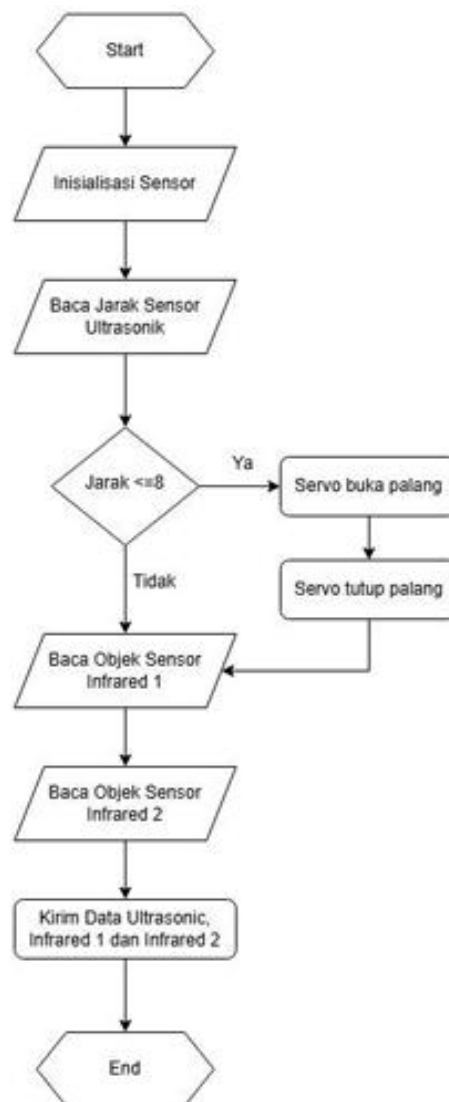 Start
Inisialisasi Sensor
Baca Jarak Sensor
Ultrasonik
Jarak <=8
Ya
Servo buka palang
Servo tutup palang
Tidak
Baca Objek Sensor
Infrared 1
Baca Objek Sensor
Infrared 2
Kirim Data Ultrasonic,
Infrared 1 dan Infrared 2
End